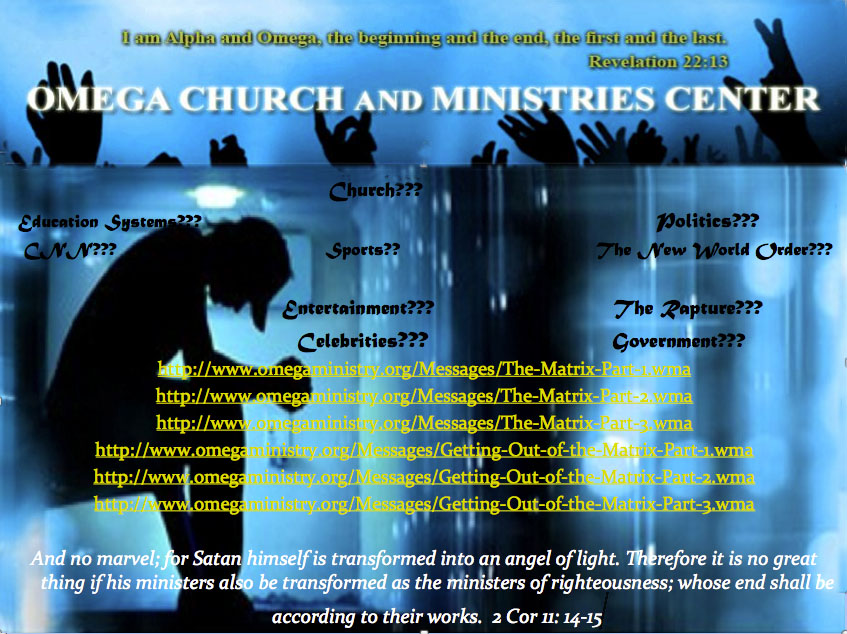 I am Alpha and Omega, the beginning and the end, the first and the last.
Revelation 22:13
OMEGA CHURCH AND MINISTRIES CENTER
Church???
Education Systems??? Politics???
CNN??? Sports?? The New World Order???
Entertainment??? The Rapture???
Celebrities??? Government???
http://www.omegaministry.org/Messages/The-Matrix-Part-1.wma
http://www.omegaministry.org/Messages/The-Matrix-Part-2.wma
http://www.omegaministry.org/Messages/The-Matrix-Part-3.wma
http://www.omegaministry.org/Messages/Getting-Out-of-the-Matrix-Part-1.wma
http://www.omegaministry.org/Messages/Getting-Out-of-the-Matrix-Part-2.wma
http://www.omegaministry.org/Messages/Getting-Out-of-the-Matrix-Part-3.wma
And no marvel; for Satan himself is transformed into an angel of light. Therefore it is no great
thing if his ministers also be transformed as the ministers of righteousness; whose end shall be
according to their works. 2 Cor 11: 14-15